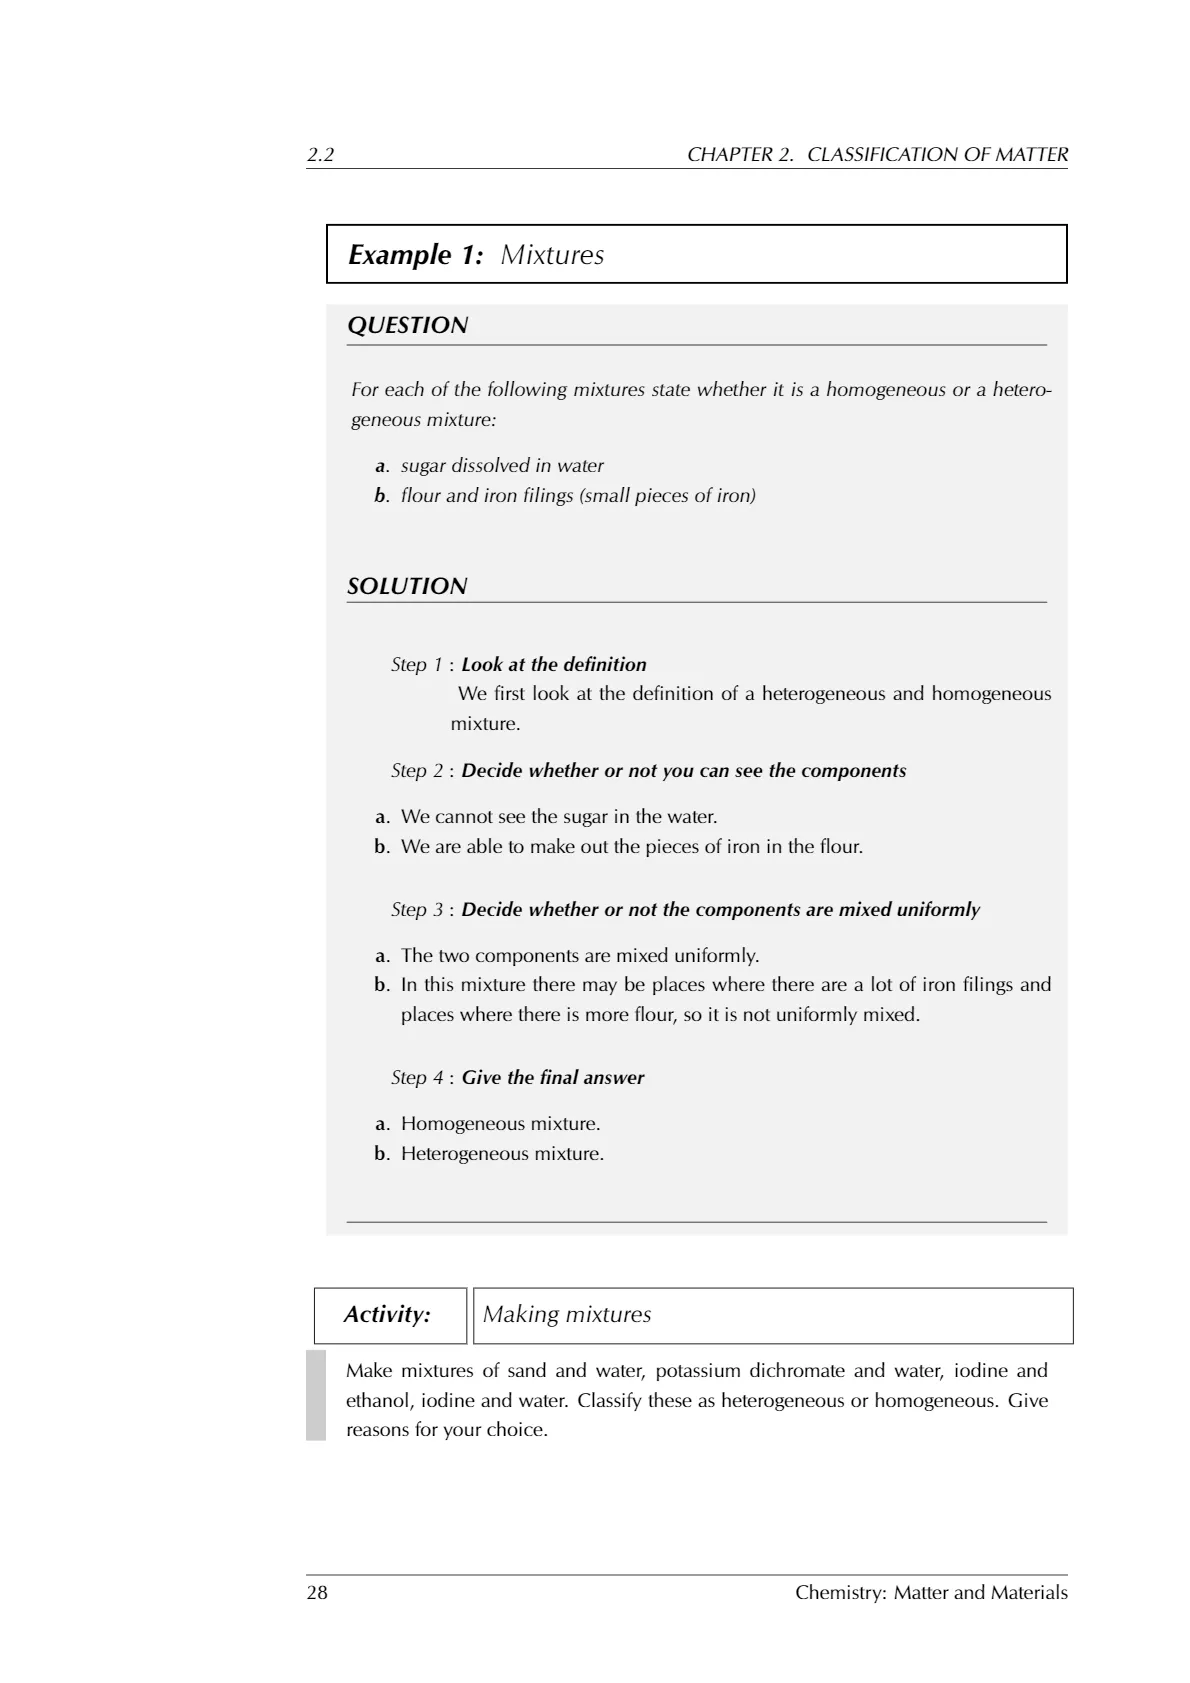 2.2 CHAPTER 2. CLASSIFICATION OF MATTER
Example 1: Mixtures
QUESTION
For each of the following mixtures state whether it is a homogeneous or a hetero-
geneous mixture:
a. sugar dissolved in water
b. flour and iron filings (small pieces of iron)
SOLUTION
Step 1 : Look at the definition
We first look at the definition of a heterogeneous and homogeneous
mixture.
Step 2 : Decide whether or not you can see the components
a. We cannot see the sugar in the water.
b. We are able to make out the pieces of iron in the flour.
Step 3 : Decide whether or not the components are mixed uniformly
a. The two components are mixed uniformly.
b. In this mixture there may be places where there are a lot of iron filings and
places where there is more flour, so it is not uniformly mixed.
Step 4 : Give the final answer
a. Homogeneous mixture.
b. Heterogeneous mixture.
Activity: Making mixtures
Make mixtures of sand and water, potassium dichromate and water, iodine and
ethanol, iodine and water. Classify these as heterogeneous or homogeneous. Give
reasons for your choice.
28 Chemistry: Matter and Materials